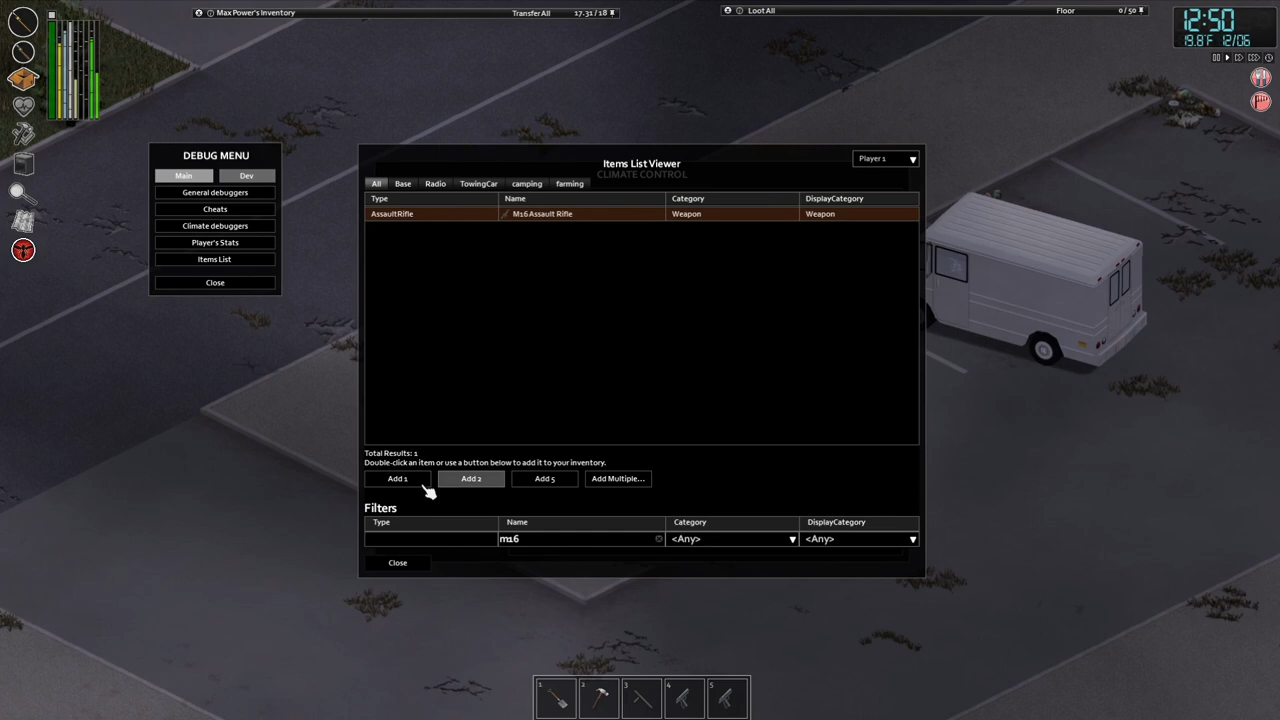 Max Power's Inventory Transfer All 17.31 / 18
Loot All Floor 0 / 50
12:50
19.8°F 12/06
DEBUG MENU
Main Dev
General debuggers
Cheats
Climate debuggers
Player's Stats
Items List
Close
Items List Viewer
CLIMATE CONTROL
Player 1
All Base Radio TowingCar camping farming
Type Name Category DisplayCategory
AssaultRifle M16 Assault Rifle Weapon Weapon
Total Results: 1
Double-click an item or use a button below to add it to your inventory.
Add 1 Add 2 Add 5 Add Multiple...
Filters
Type Name Category DisplayCategory
m16 <Any> <Any>
Close
1 2 3 4 5